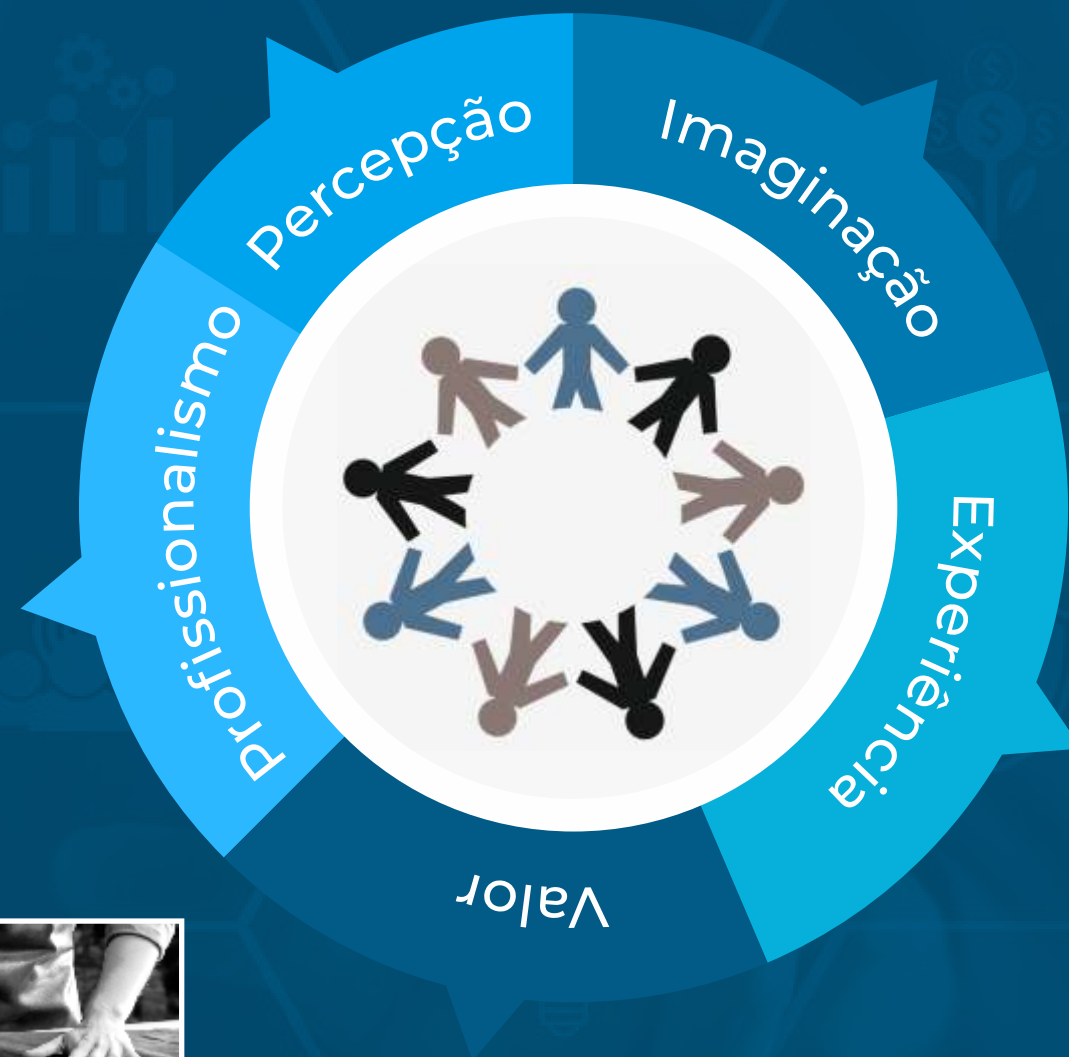 Percepção
Imaginação
Experiência
Valor
Profissionalismo